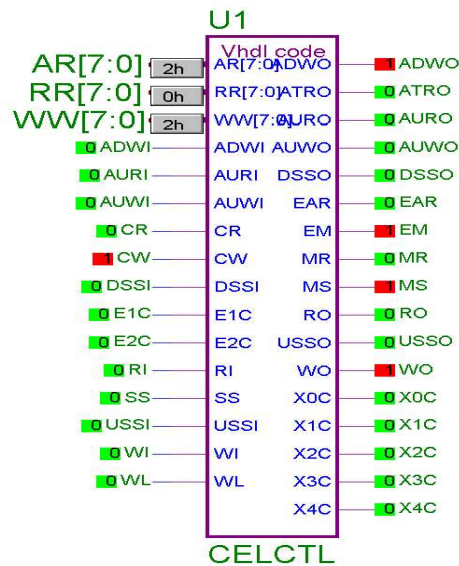 U1
Vhdl code
AR[7:0] 2h AR[7:0] ADWO 1 ADWO
RR[7:0] 0h RR[7:0] ATRO 0 ATRO
WW[7:0] 2h WW[7:0] AURO 0 AURO
0 ADWI ADWI AUWO 0 AUWO
0 AURI AURI DSSO 0 DSSO
0 AUWI AUWI EAR 0 EAR
0 CR CR EM 1 EM
1 CW CW MR 0 MR
0 DSSI DSSI MS 1 MS
0 E1C E1C RO 0 RO
0 E2C E2C USSO 0 USSO
0 RI RI WO 1 WO
0 SS SS X0C 0 X0C
0 USSI USSI X1C 0 X1C
0 WI WI X2C 0 X2C
0 WL WL X3C 0 X3C
X4C 0 X4C
CELCTL